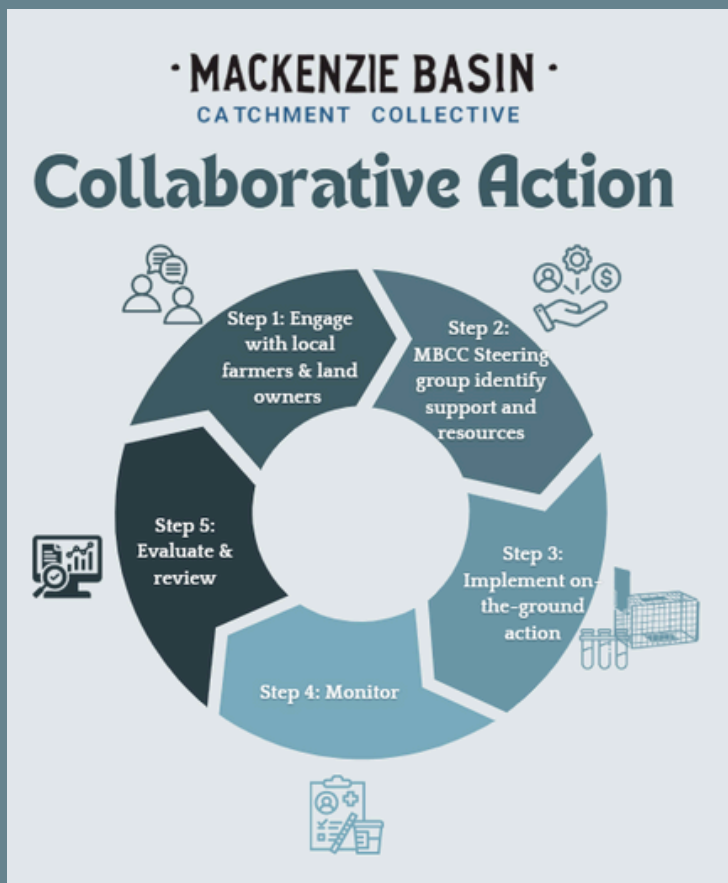 · MACKENZIE BASIN ·
CATCHMENT COLLECTIVE
Collaborative Action
Step 1: Engage
with local
farmers & land
owners
Step 2:
MBCC Steering
group identify
support and
resources
Step 3:
Implement on-
the-ground
action
Step 4: Monitor
Step 5:
Evaluate &
review